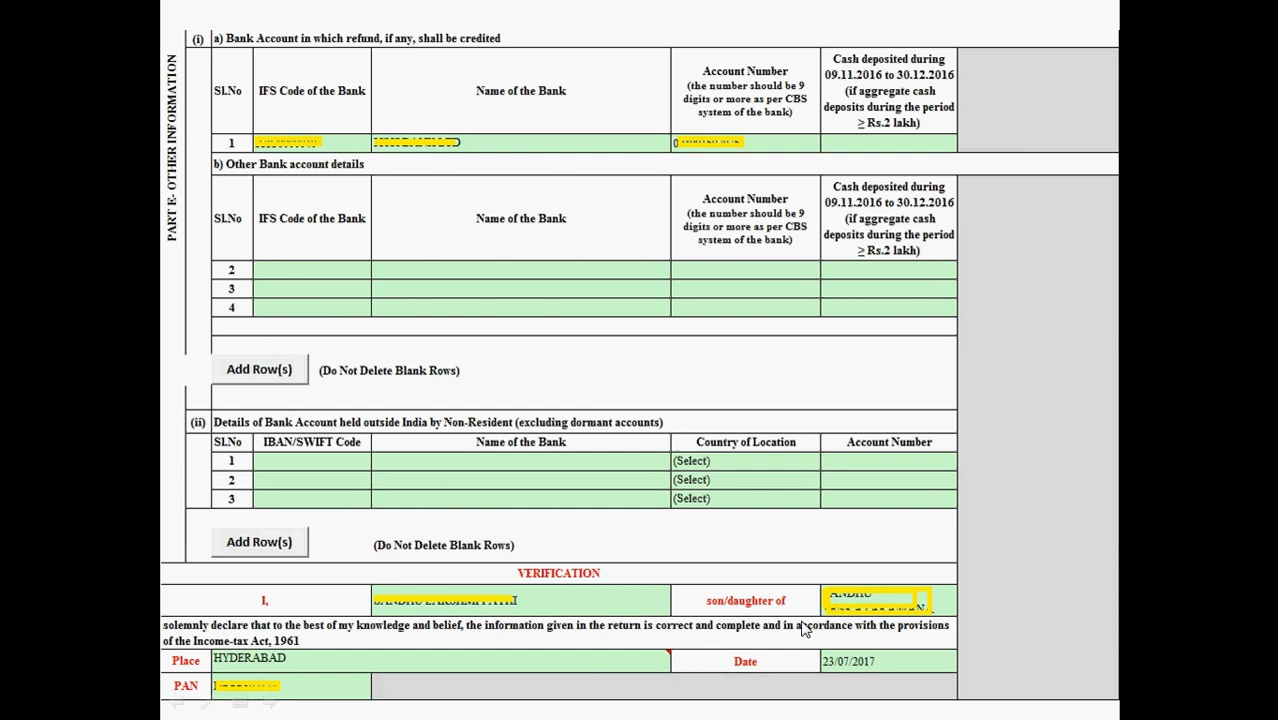 PART E- OTHER INFORMATION
(i) a) Bank Account in which refund, if any, shall be credited
Sl.No IFS Code of the Bank Name of the Bank Account Number (the number should be 9 digits or more as per CBS system of the bank) Cash deposited during 09.11.2016 to 30.12.2016 (if aggregate cash deposits during the period ≥ Rs.2 lakh)
1
b) Other Bank account details
Sl.No IFS Code of the Bank Name of the Bank Account Number (the number should be 9 digits or more as per CBS system of the bank) Cash deposited during 09.11.2016 to 30.12.2016 (if aggregate cash deposits during the period ≥ Rs.2 lakh)
2
3
4
Add Row(s) (Do Not Delete Blank Rows)
(ii) Details of Bank Account held outside India by Non-Resident (excluding dormant accounts)
Sl.No IBAN/SWIFT Code Name of the Bank Country of Location Account Number
1 (Select)
2 (Select)
3 (Select)
Add Row(s) (Do Not Delete Blank Rows)
VERIFICATION
I, son/daughter of
solemnly declare that to the best of my knowledge and belief, the information given in the return is correct and complete and in accordance with the provisions
of the Income-tax Act, 1961
Place HYDERABAD Date 23/07/2017
PAN